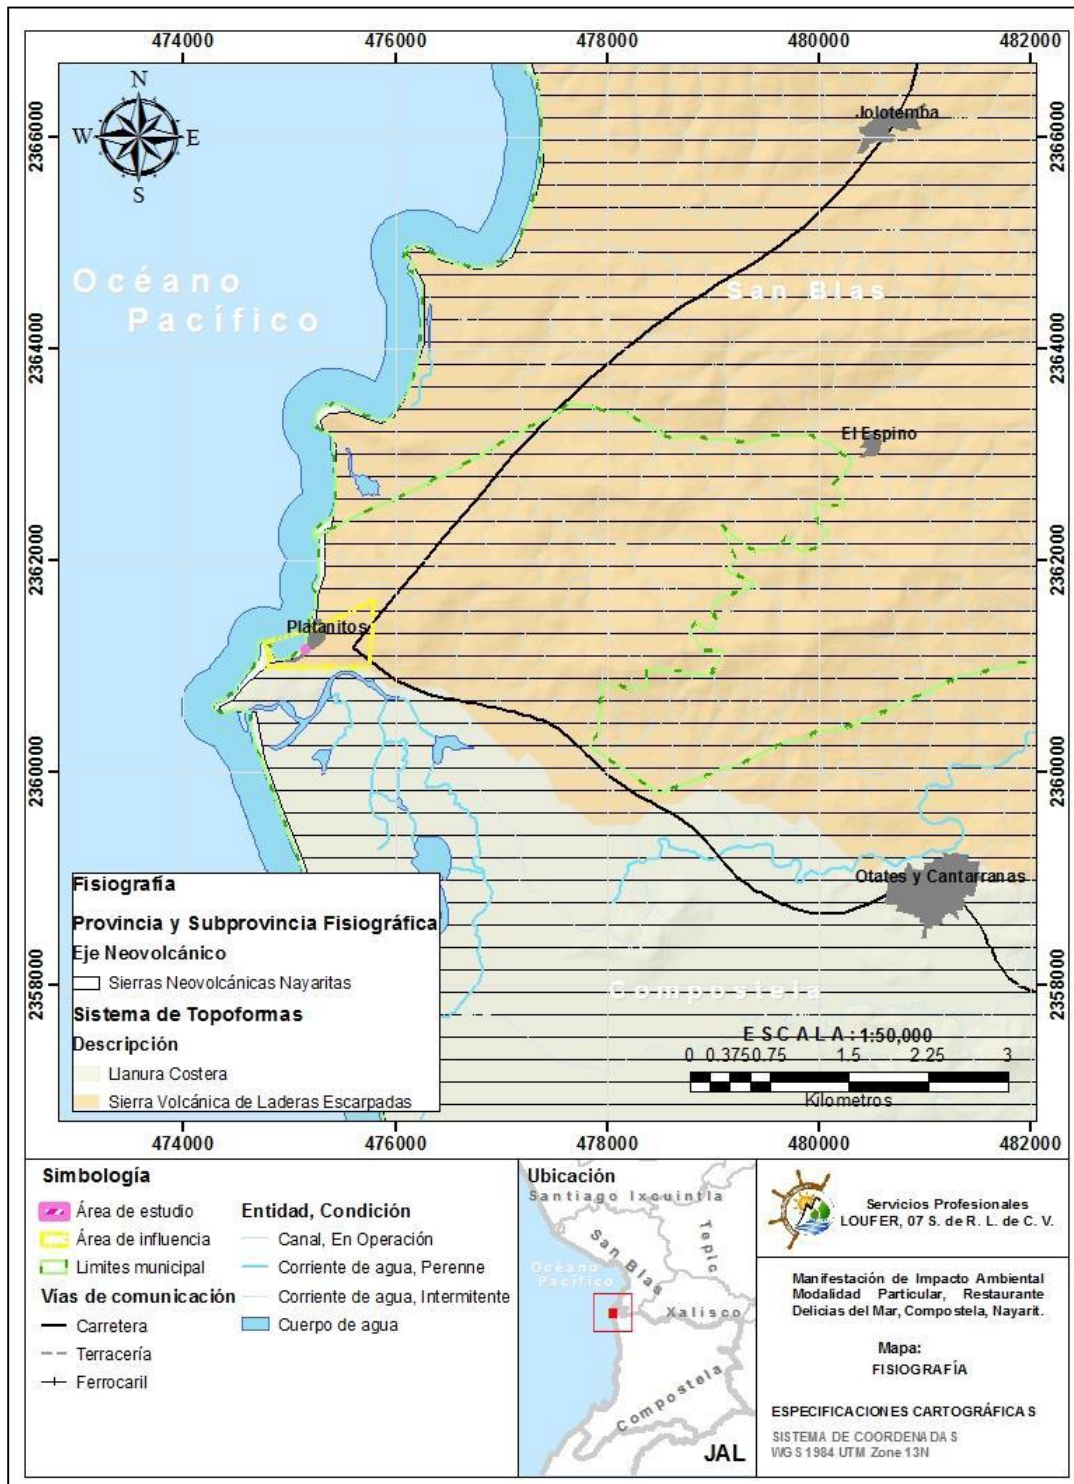 474000 476000 478000 480000 482000
N
W E
S
2366000 2366000
2364000 2364000
2362000 2362000
2360000 2360000
2358000 2358000
Jolotemba
Océano
Pacífico
San Blas
El Espino
Platanitos
Otates y Cantarranas
Compostela
Fisiografía
Provincia y Subprovincia Fisiográfica
Eje Neovolcánico
Sierras Neovolcánicas Nayaritas
Sistema de Topoformas
Descripción
Llanura Costera
Sierra Volcánica de Laderas Escarpadas
ESCALA: 1:50,000
0 0.375 0.75 1.5 2.25 3
Kilometros
474000 476000 478000 480000 482000
Simbología
Área de estudio
Área de influencia
Limites municipal
Vías de comunicación
Carretera
Terracería
Ferrocaril
Entidad, Condición
Canal, En Operación
Corriente de agua, Perenne
Corriente de agua, Intermitente
Cuerpo de agua
Ubicación
Santiago Ixcuintla
Tepic
San Blas
Océano
Pacífico
Xalisco
Compostela
JAL
Servicios Profesionales
LOUFER, 07 S. de R. L. de C. V.
Manifestación de Impacto Ambiental
Modalidad Particular, Restaurante
Delicias del Mar, Compostela, Nayarit.
Mapa:
FISIOGRAFÍA
ESPECIFICACIONES CARTOGRÁFICAS
SISTEMA DE COORDENADAS
WGS 1984 UTM Zone 13N